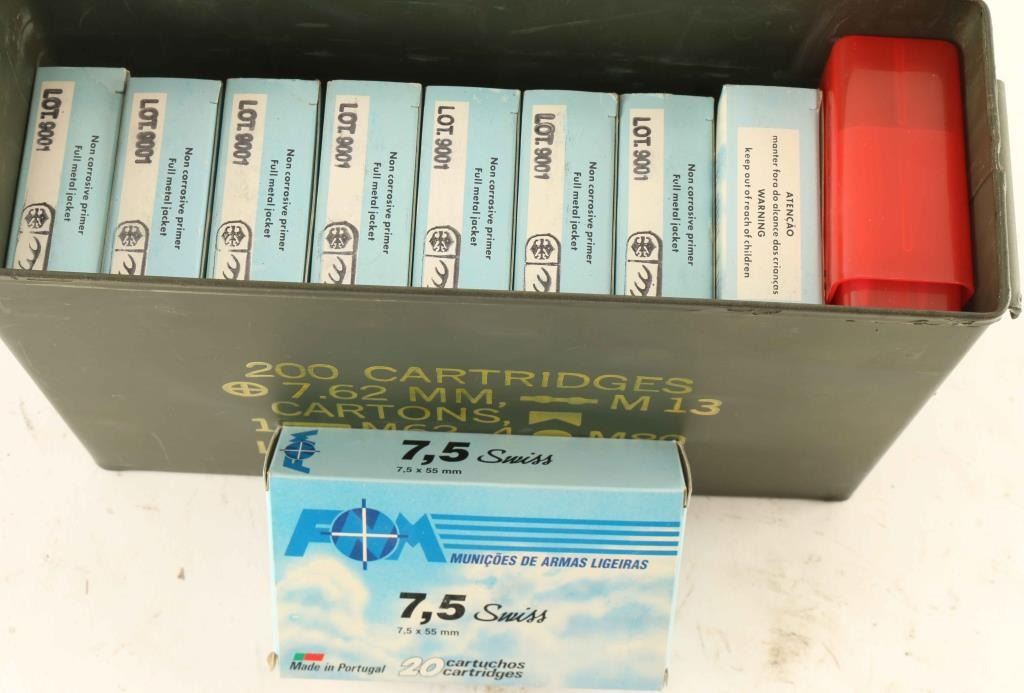 LOT. 9001
Non corrosive primer
Full metal jacket
LOT. 9001
Non corrosive primer
Full metal jacket
LOT. 9001
Non corrosive primer
Full metal jacket
LOT. 9001
Non corrosive primer
Full metal jacket
LOT. 9001
Non corrosive primer
Full metal jacket
LOT. 9001
Non corrosive primer
Full metal jacket
LOT. 9001
Non corrosive primer
Full metal jacket
ATENÇÃO
manter fora do alcance das crianças
WARNING
keep out of reach of children
200 CARTRIDGES
7.62 MM, M 13
CARTONS,
M62, 4 M80
FNM
7,5 Swiss
7,5 x 55 mm
FNM
MUNIÇÕES DE ARMAS LIGEIRAS
7,5 Swiss
7,5 x 55 mm
Made in Portugal
20 cartuchos
cartridges